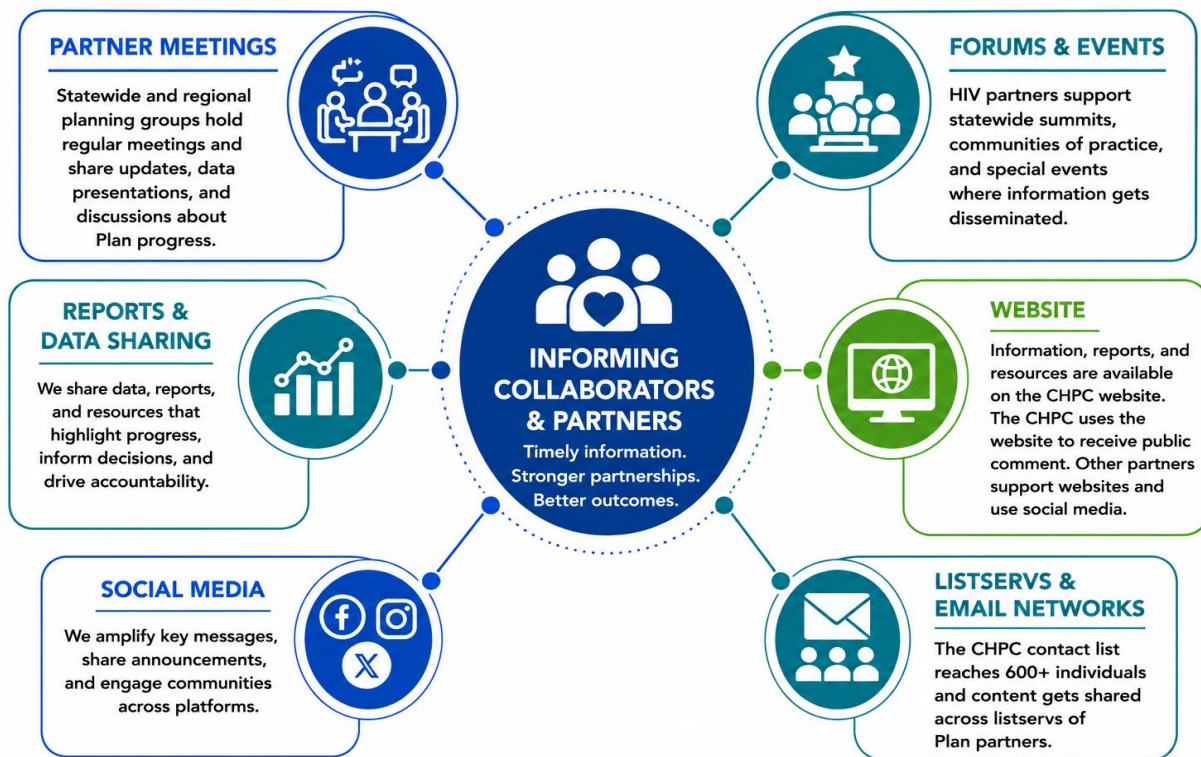 PARTNER MEETINGS
Statewide and regional
planning groups hold
regular meetings and
share updates, data
presentations, and
discussions about
Plan progress.
FORUMS & EVENTS
HIV partners support
statewide summits,
communities of practice,
and special events
where information gets
disseminated.
REPORTS &
DATA SHARING
We share data, reports,
and resources that
highlight progress,
inform decisions, and
drive accountability.
INFORMING
COLLABORATORS
& PARTNERS
Timely information.
Stronger partnerships.
Better outcomes.
WEBSITE
Information, reports, and
resources are available
on the CHPC website.
The CHPC uses the
website to receive public
comment. Other partners
support websites and
use social media.
SOCIAL MEDIA
We amplify key messages,
share announcements,
and engage communities
across platforms.
LISTSERVS &
EMAIL NETWORKS
The CHPC contact list
reaches 600+ individuals
and content gets shared
across listservs of
Plan partners.